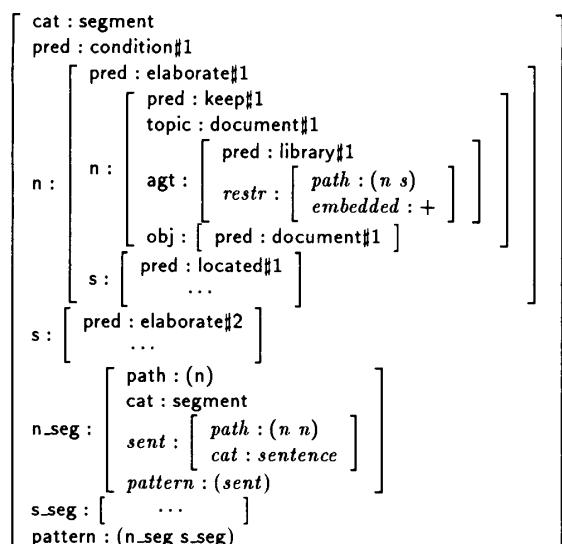 cat : segment
pred : condition♯1
pred : elaborate♯1
pred : keep♯1
topic : document♯1
pred : library♯1
n : n : agt : restr : path : (n s)
embedded : +
obj : [ pred : document♯1 ]
s : pred : located♯1
...
s : pred : elaborate♯2
...
path : (n)
cat : segment
n_seg : sent : path : (n n)
cat : sentence
pattern : (sent)
s_seg : [ ... ]
pattern : (n_seg s_seg)